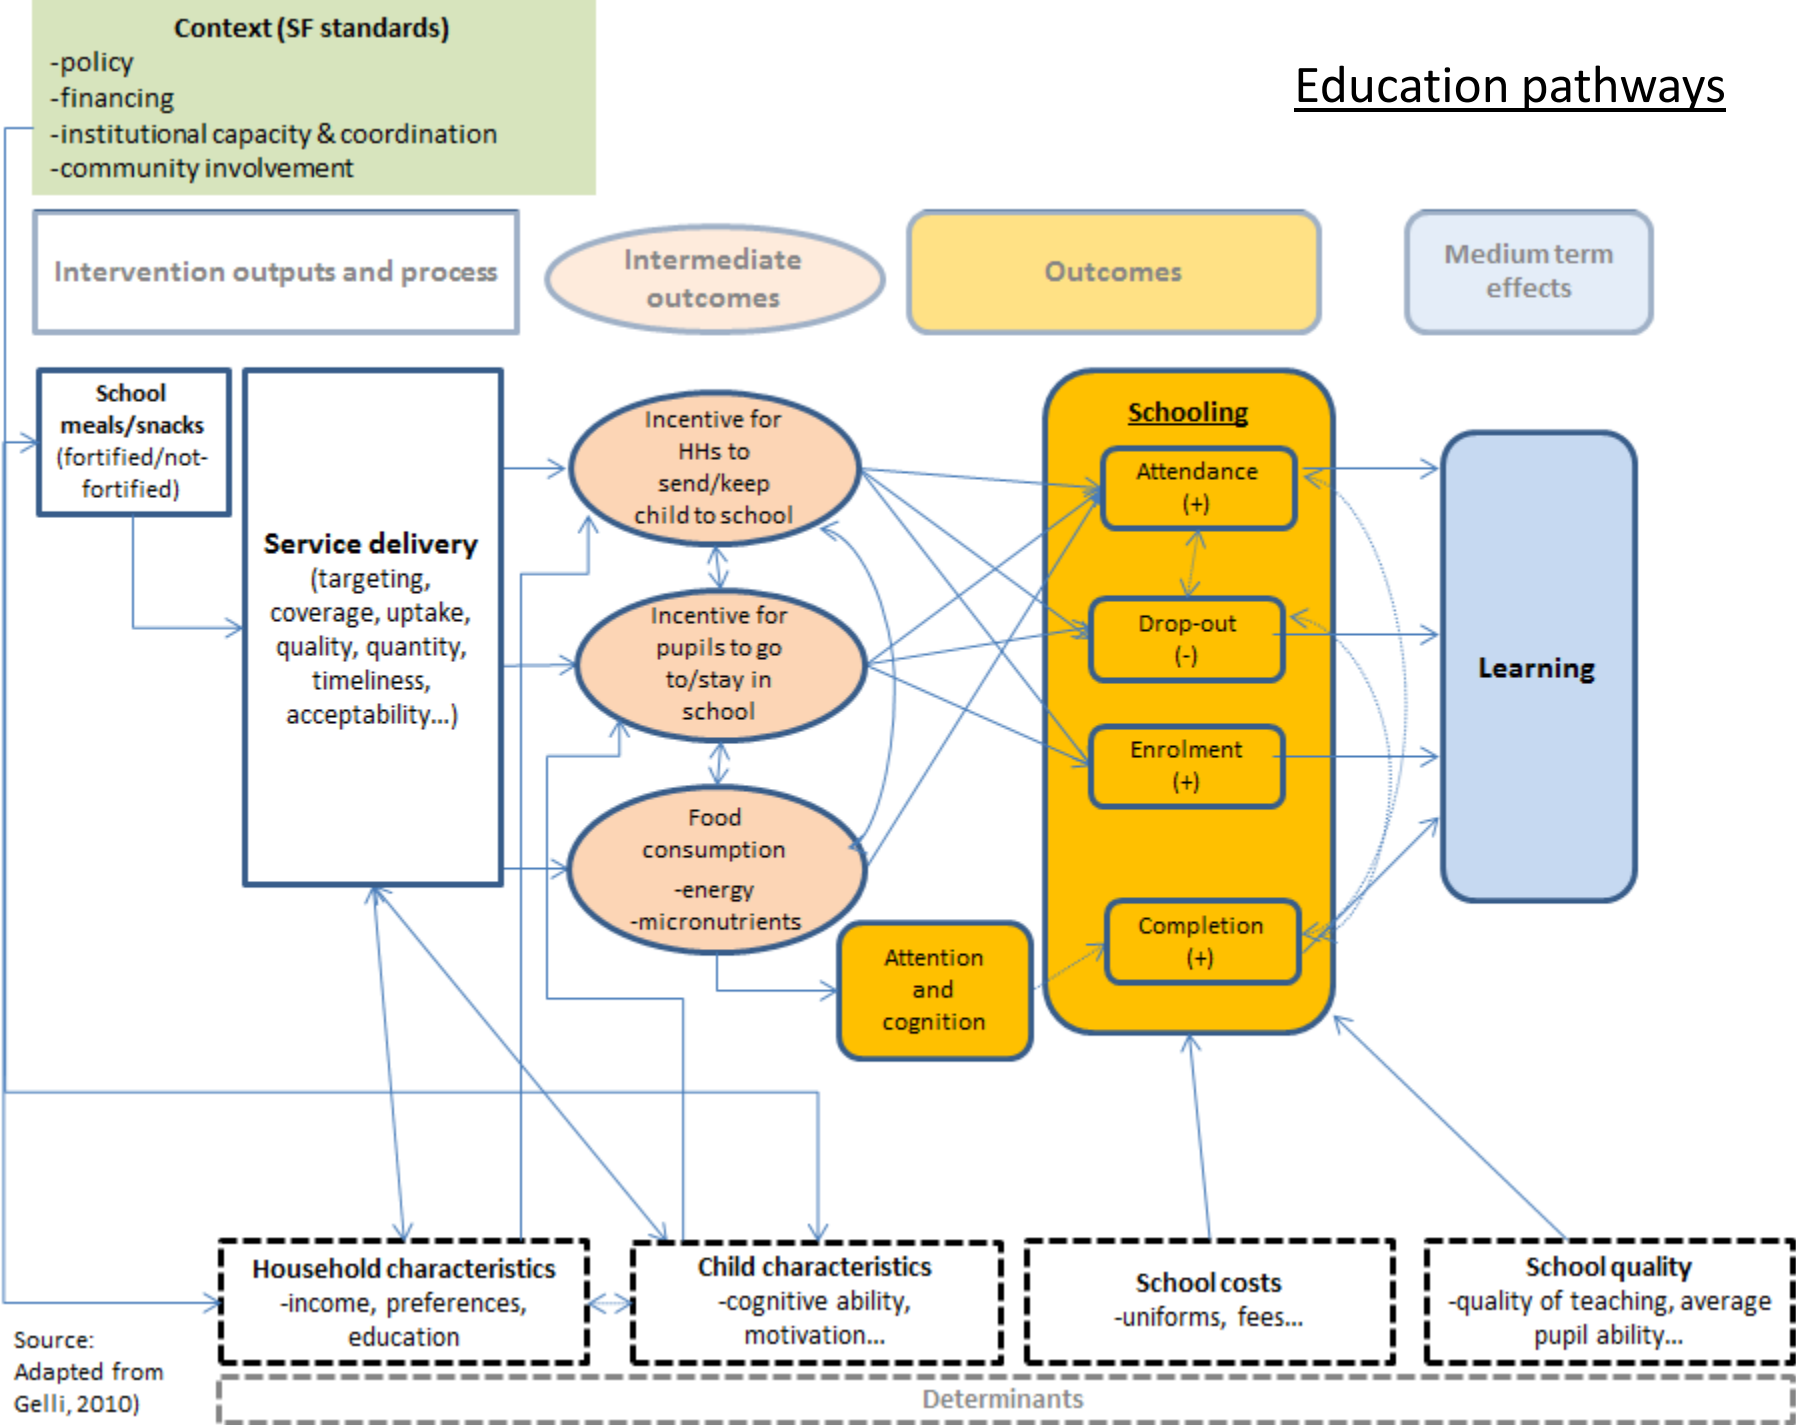 Context (SF standards)
-policy
-financing
-institutional capacity & coordination
-community involvement
Education pathways
Intervention outputs and process
Intermediate
outcomes
Outcomes
Medium term
effects
School
meals/snacks
(fortified/not-
fortified)
Service delivery
(targeting,
coverage, uptake,
quality, quantity,
timeliness,
acceptability...)
Incentive for
HHs to
send/keep
child to school
Incentive for
pupils to go
to/stay in
school
Food
consumption
-energy
-micronutrients
Attention
and
cognition
Schooling
Attendance
(+)
Drop-out
(-)
Enrolment
(+)
Completion
(+)
Learning
Household characteristics
-income, preferences,
education
Child characteristics
-cognitive ability,
motivation...
School costs
-uniforms, fees...
School quality
-quality of teaching, average
pupil ability...
Source:
Adapted from
Gelli, 2010)
Determinants